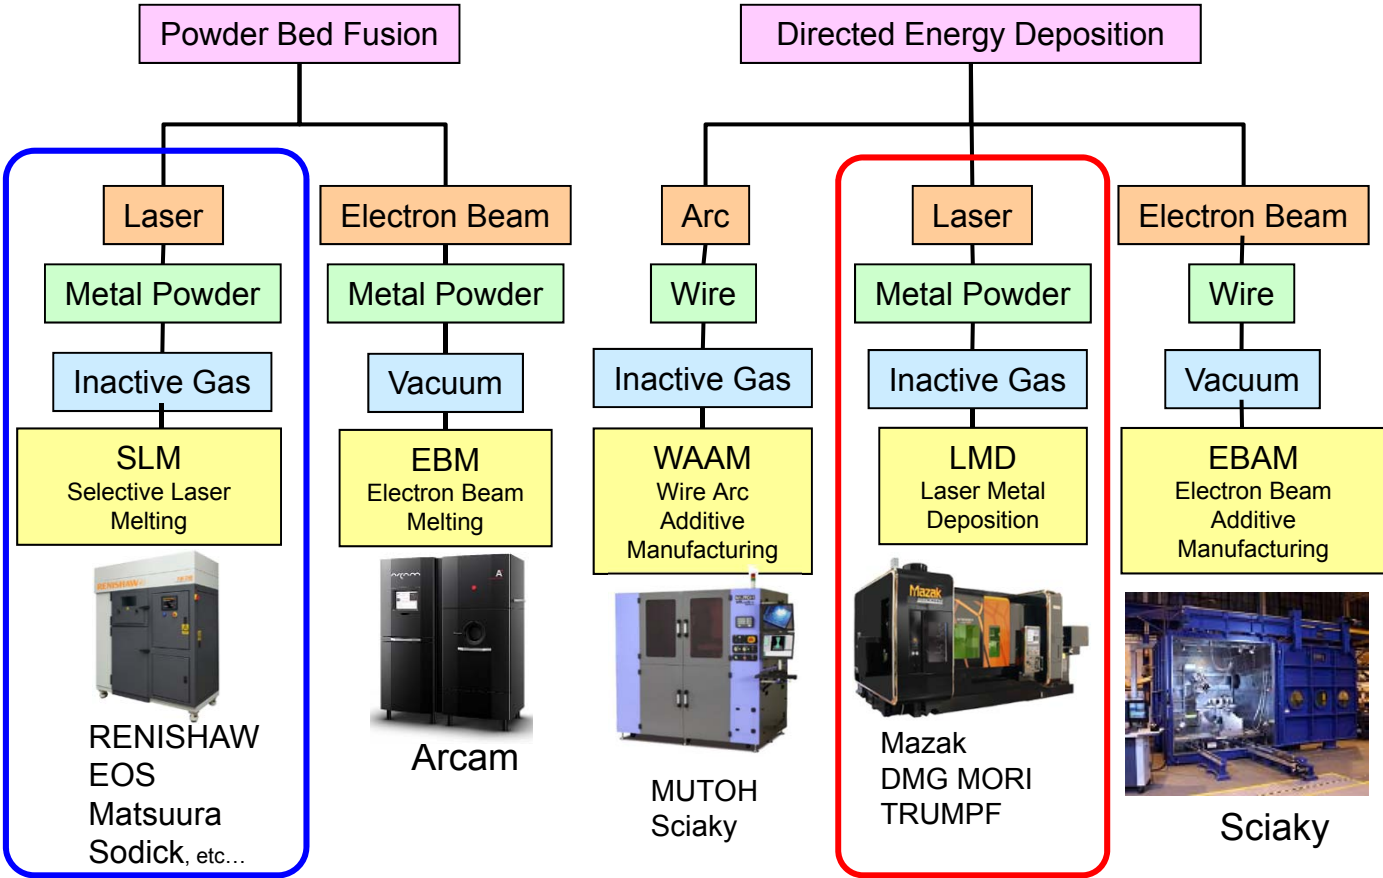 Powder Bed Fusion
Directed Energy Deposition
Laser
Electron Beam
Arc
Laser
Electron Beam
Metal Powder
Metal Powder
Wire
Metal Powder
Wire
Inactive Gas
Vacuum
Inactive Gas
Inactive Gas
Vacuum
SLM
Selective Laser
Melting
EBM
Electron Beam
Melting
WAAM
Wire Arc
Additive
Manufacturing
LMD
Laser Metal
Deposition
EBAM
Electron Beam
Additive
Manufacturing
RENISHAW
arcam
A
Mazak
RENISHAW
EOS
Matsuura
Sodick, etc…
Arcam
MUTOH
Sciaky
Mazak
DMG MORI
TRUMPF
Sciaky